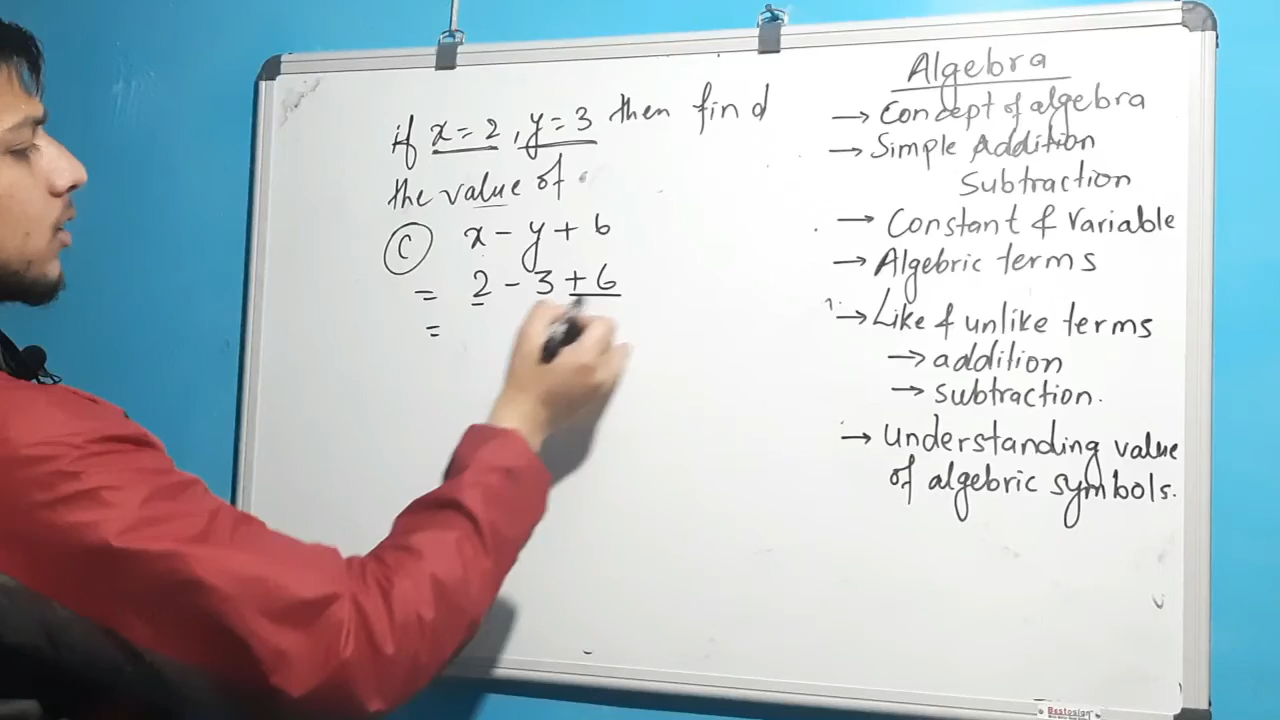 if x = 2 , y = 3 then find
the value of
C x - y + 6
= 2 - 3 + 6
=
Algebra
→ Concept of algebra
→ Simple Addition
Subtraction
→ Constant & Variable
→ Algebric terms
→ Like & unlike terms
→ addition
→ subtraction.
→ Understanding value
of algebric symbols.
Bestosign